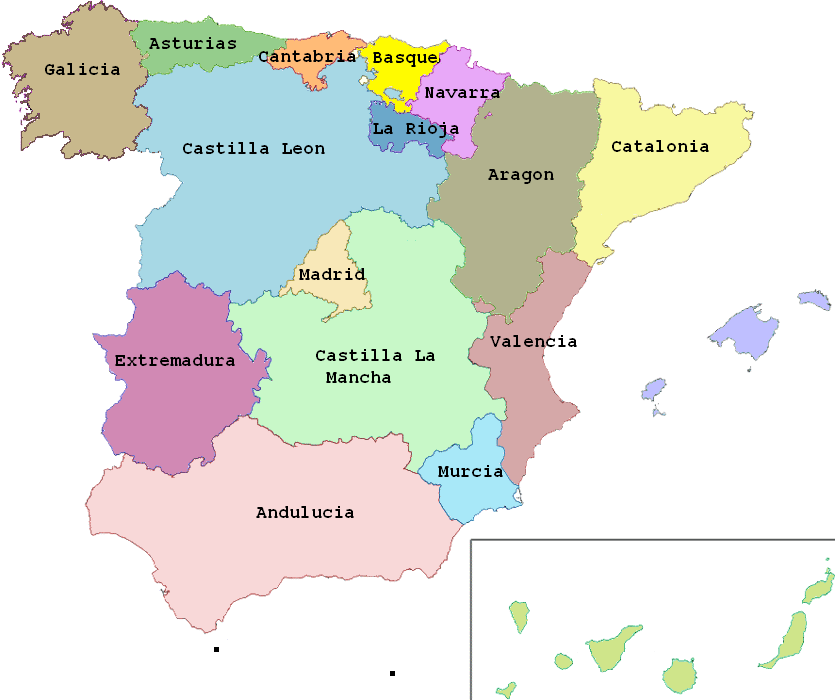 Asturias
Cantabria
Basque
Galicia
Navarra
La Rioja
Castilla Leon
Catalonia
Aragon
Madrid
Valencia
Extremadura
Castilla La
Mancha
Murcia
Andulucia